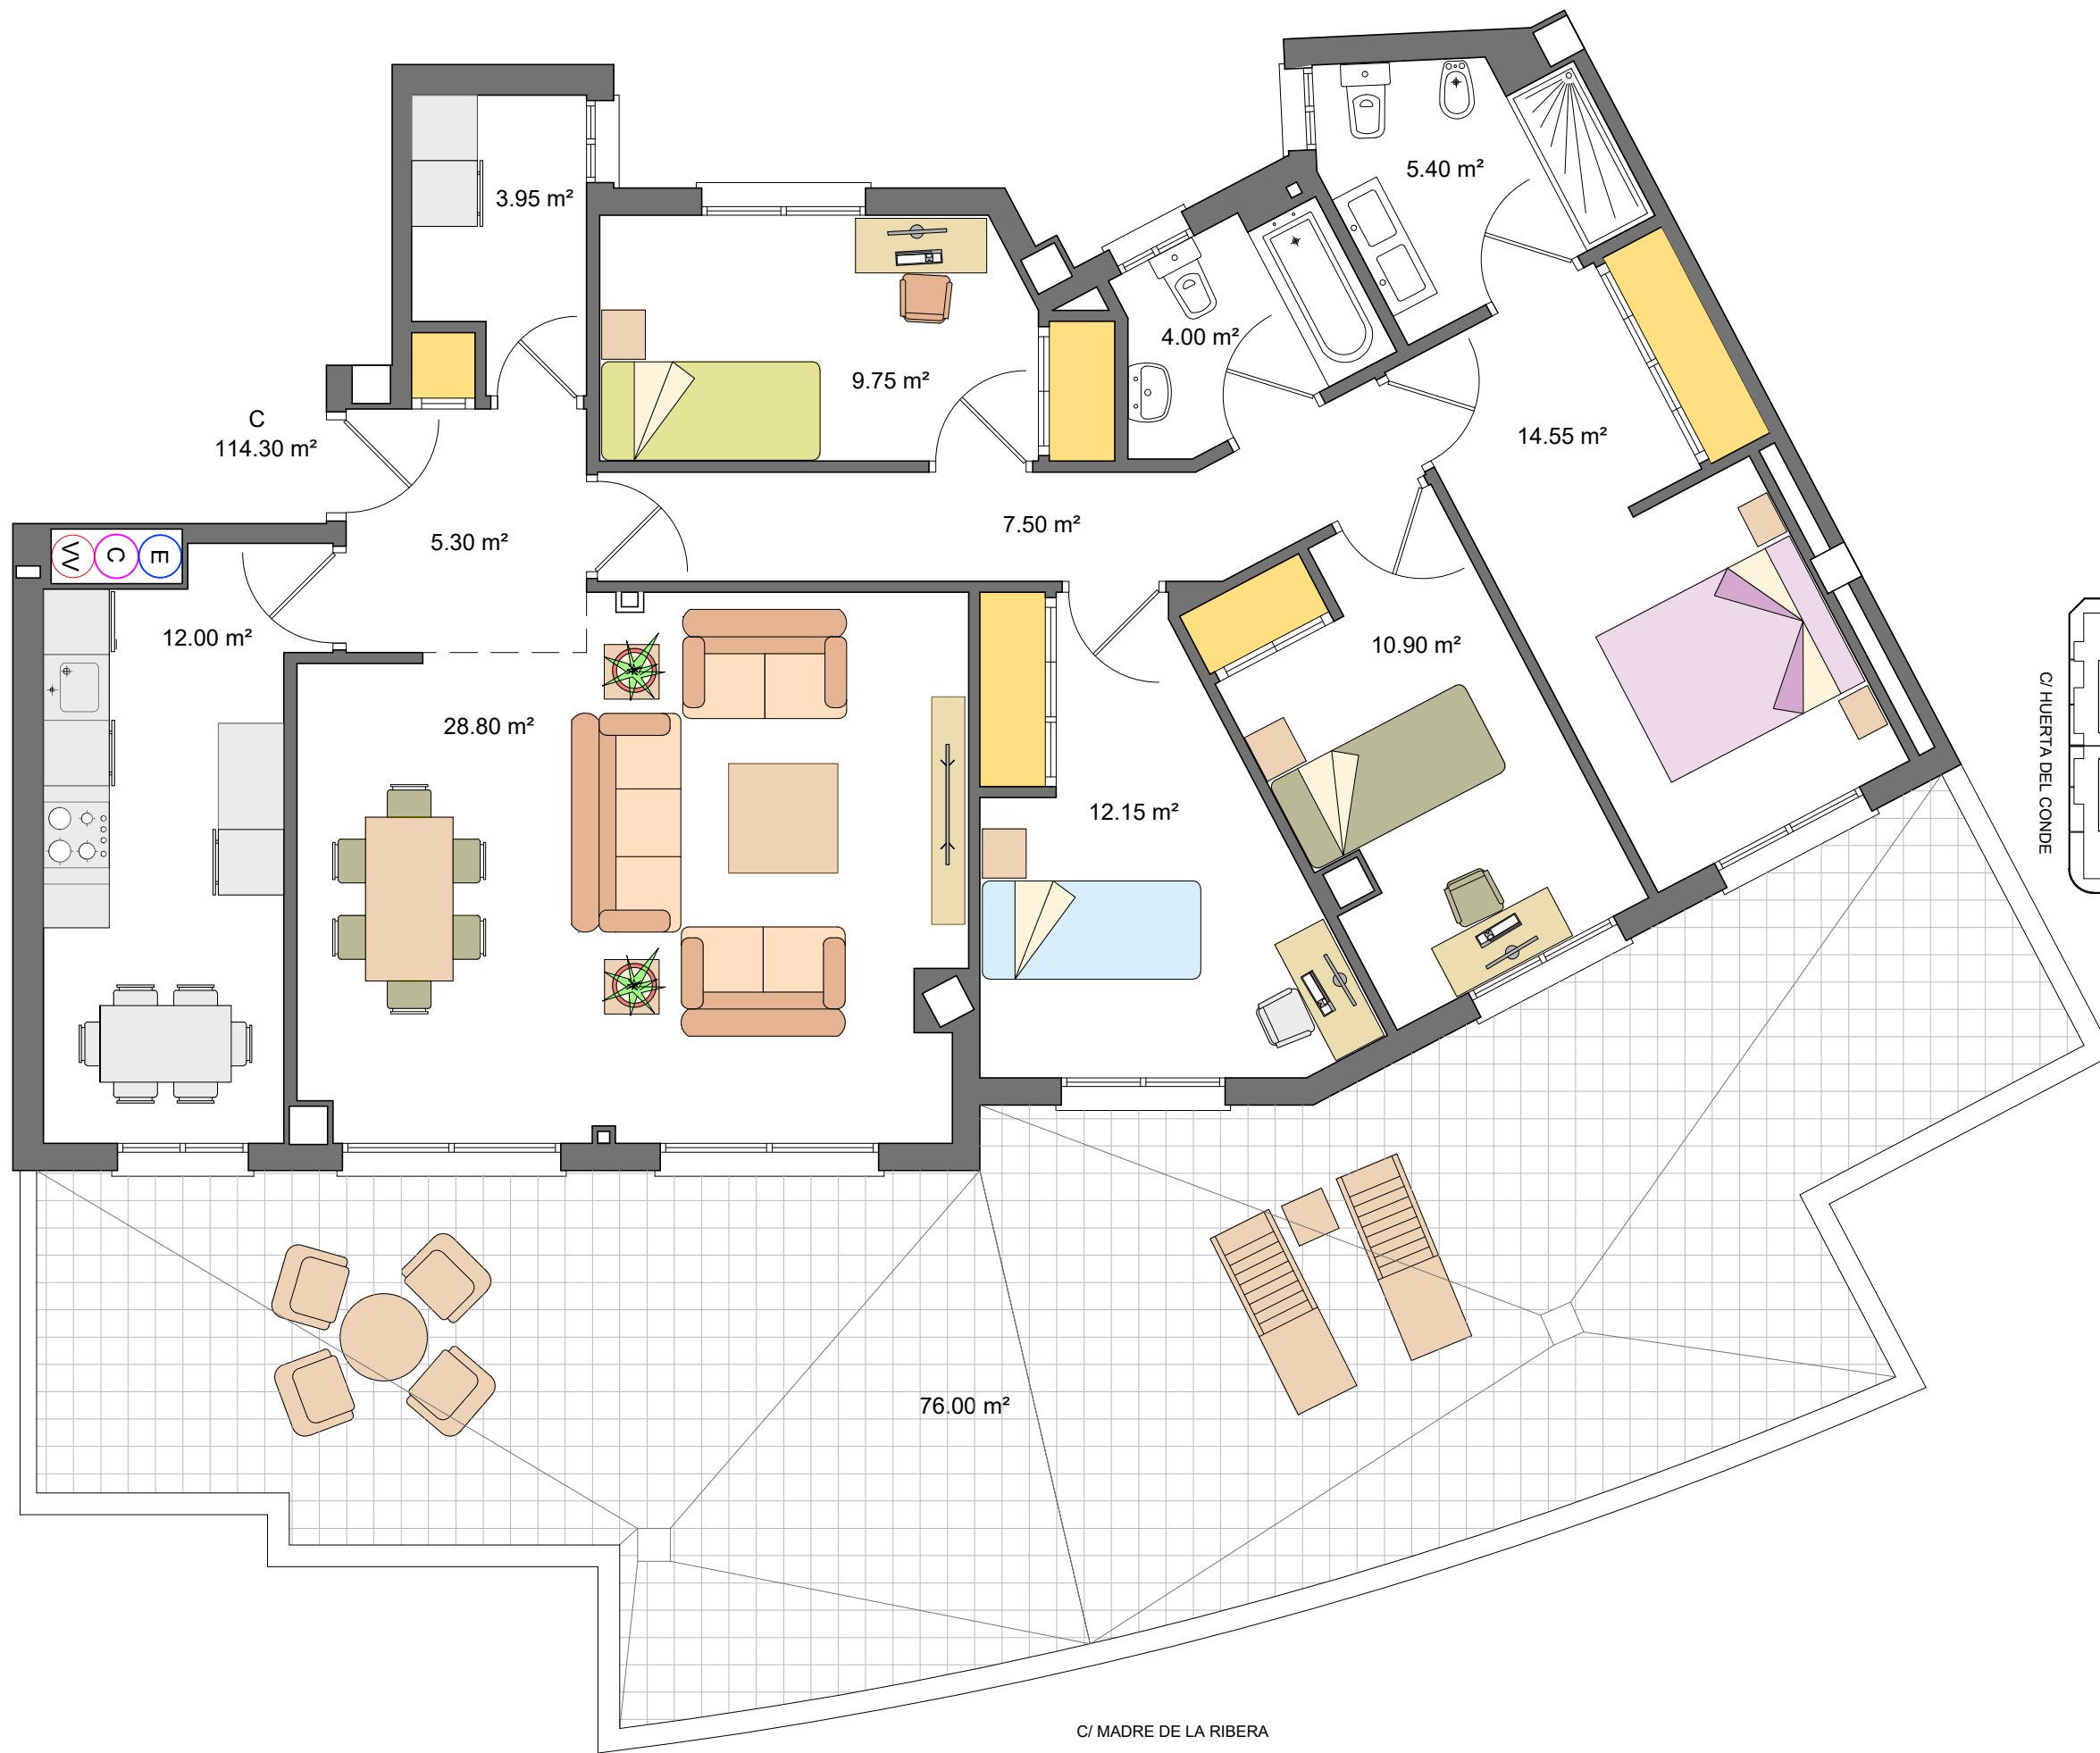 5.40 m²
3.95 m²
4.00 m²
9.75 m²
C
114.30 m²
14.55 m²
7.50 m²
5.30 m²
W C E
12.00 m²
10.90 m²
28.80 m²
12.15 m²
C/ HUERTA DEL CONDE
76.00 m²
C/ MADRE DE LA RIBERA